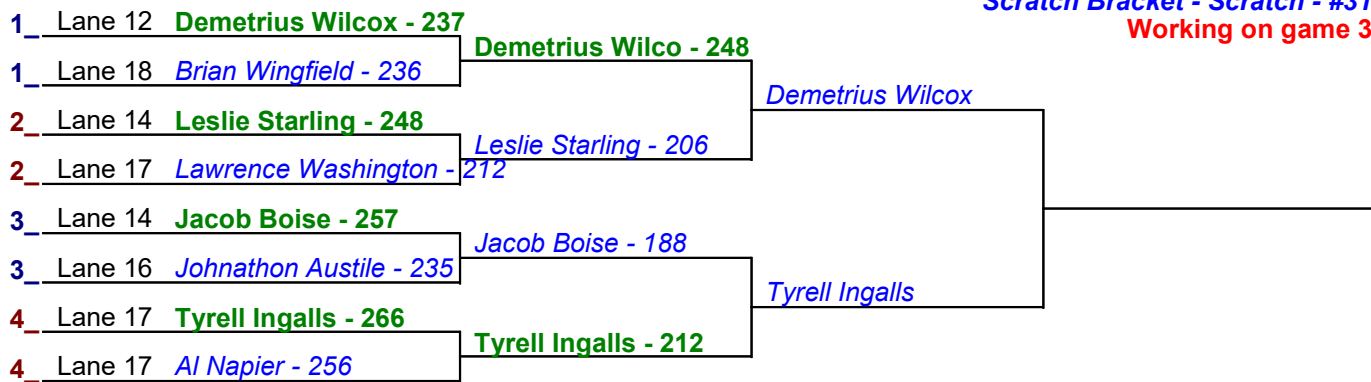 Scratch Bracket - Scratch - #31
Working on game 3
1_ Lane 12 Demetrius Wilcox - 237
Demetrius Wilco - 248
1_ Lane 18 Brian Wingfield - 236
Demetrius Wilcox
2_ Lane 14 Leslie Starling - 248
Leslie Starling - 206
2_ Lane 17 Lawrence Washington - 212
3_ Lane 14 Jacob Boise - 257
Jacob Boise - 188
3_ Lane 16 Johnathon Austile - 235
Tyrell Ingalls
4_ Lane 17 Tyrell Ingalls - 266
Tyrell Ingalls - 212
4_ Lane 17 Al Napier - 256